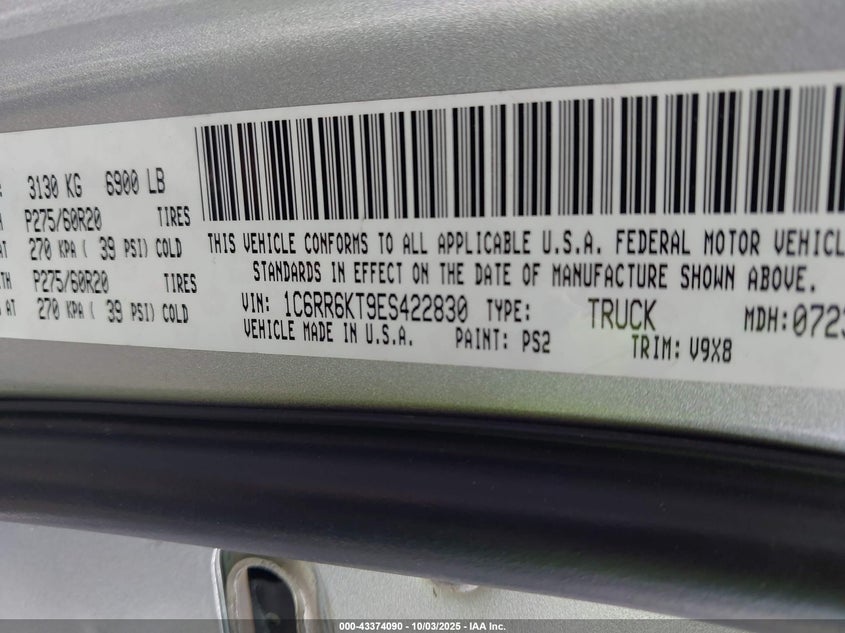 3130 KG 6900 LB
P275/60R20 TIRES
AT 270 KPA ( 39 PSI) COLD
P275/60R20 TIRES
AT 270 KPA ( 39 PSI) COLD
THIS VEHICLE CONFORMS TO ALL APPLICABLE U.S.A. FEDERAL MOTOR VEHICL
STANDARDS IN EFFECT ON THE DATE OF MANUFACTURE SHOWN ABOVE.
VIN: 1C6RR6KT9ES422830 TYPE: TRUCK MDH:0723
VEHICLE MADE IN U.S.A. PAINT: PS2 TRIM: V9X8
000-43374090 - 10/03/2025 - IAA Inc.